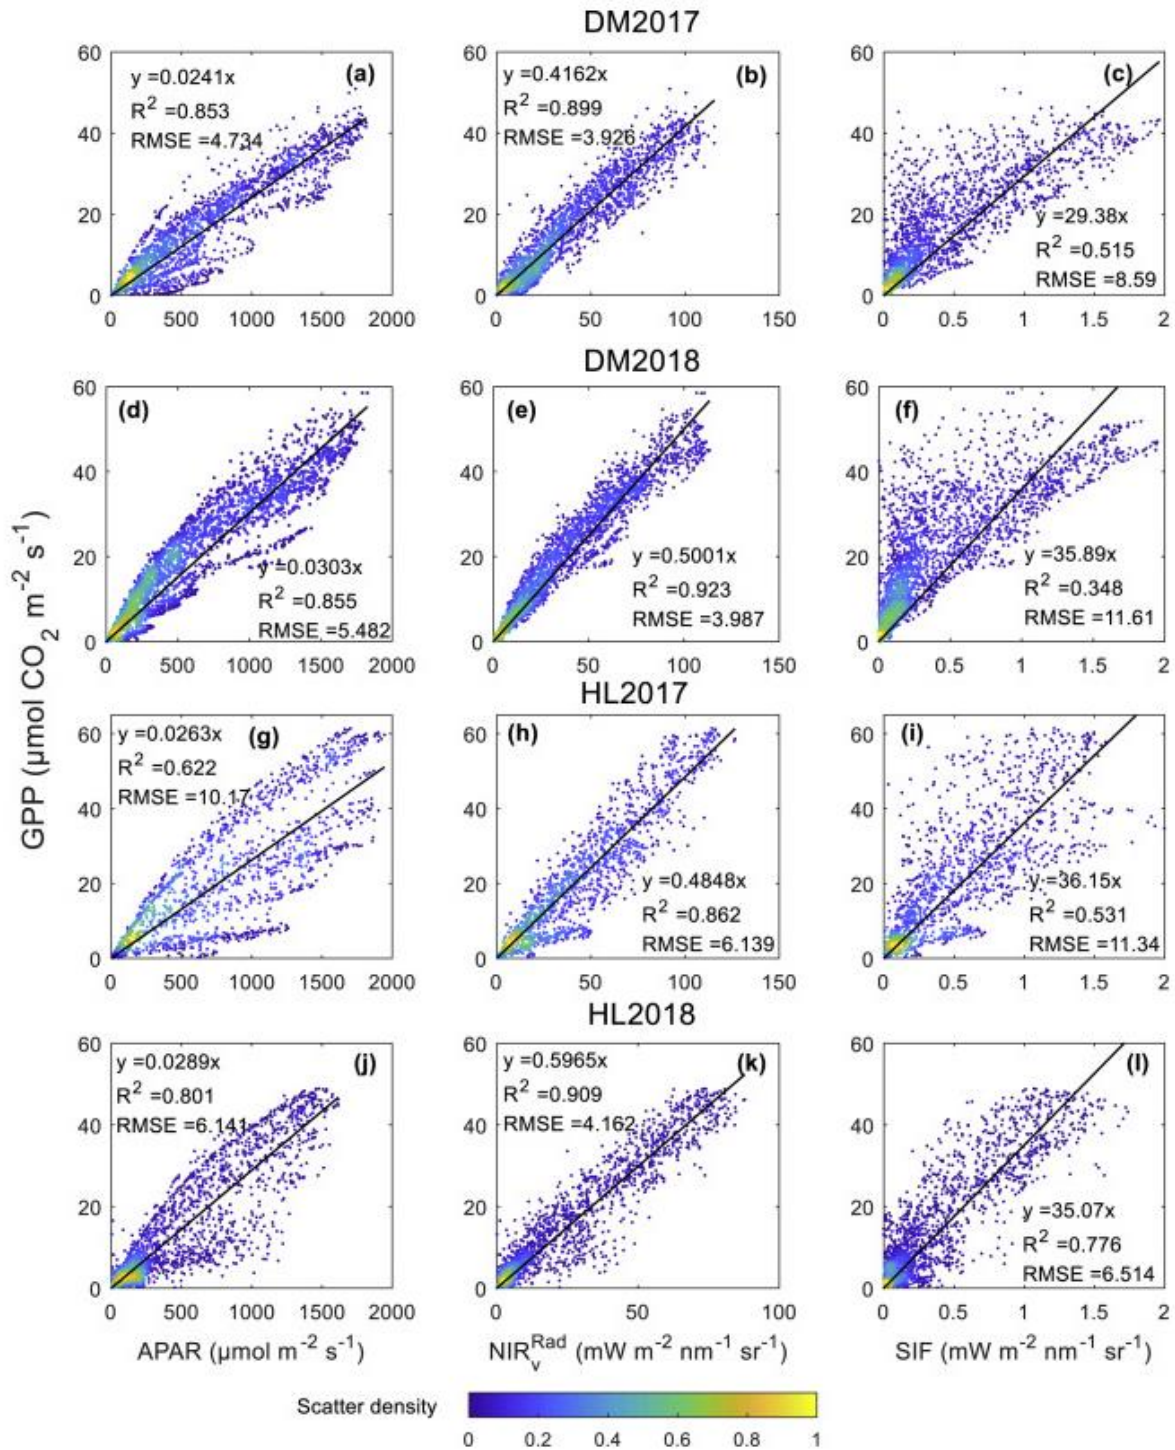 DM2017
60
40
20
0
y =0.0241x
R² =0.853
RMSE =4.734
(a)
0 500 1000 1500 2000
y =0.4162x
R² =0.899
RMSE =3.926
(b)
0 50 100 150
60
40
20
0
(c)
y =29.38x
R² =0.515
RMSE =8.59
0 0.5 1 1.5 2
60
40
20
0
DM2018
60
40
20
0
(d)
y =0.0303x
R² =0.855
RMSE =5.482
0 500 1000 1500 2000
60
40
20
0
(e)
y =0.5001x
R² =0.923
RMSE =3.987
0 50 100 150
60
40
20
0
(f)
y =35.89x
R² =0.348
RMSE =11.61
0 0.5 1 1.5 2
GPP (µmol CO₂ m⁻² s⁻¹)
HL2017
60
40
20
0
y =0.0263x
R² =0.622
RMSE =10.17
(g)
0 500 1000 1500 2000
60
40
20
0
(h)
y =0.4848x
R² =0.862
RMSE =6.139
0 50 100 150
60
40
20
0
(i)
y =36.15x
R² =0.531
RMSE =11.34
0 0.5 1 1.5 2
HL2018
60
40
20
0
y =0.0289x
R² =0.801
RMSE =6.141
(j)
0 500 1000 1500 2000
APAR (µmol m⁻² s⁻¹)
60
40
20
0
y =0.5965x
R² =0.909
RMSE =4.162
(k)
0 50 100
NIRᵥᴿᵃᵈ (mW m⁻² nm⁻¹ sr⁻¹)
60
40
20
0
(l)
y =35.07x
R² =0.776
RMSE =6.514
0 0.5 1 1.5 2
SIF (mW m⁻² nm⁻¹ sr⁻¹)
Scatter density
0 0.2 0.4 0.6 0.8 1